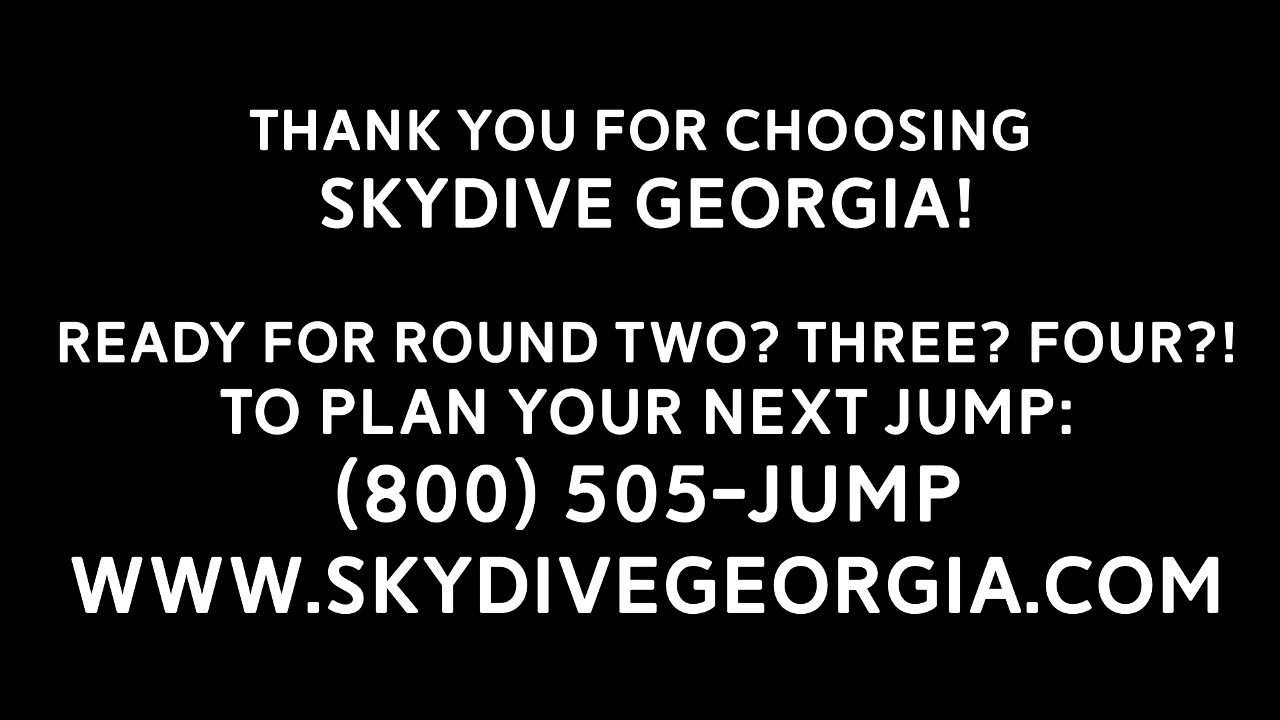 THANK YOU FOR CHOOSING
SKYDIVE GEORGIA!
READY FOR ROUND TWO? THREE? FOUR?!
TO PLAN YOUR NEXT JUMP:
(800) 505-JUMP
WWW.SKYDIVEGEORGIA.COM